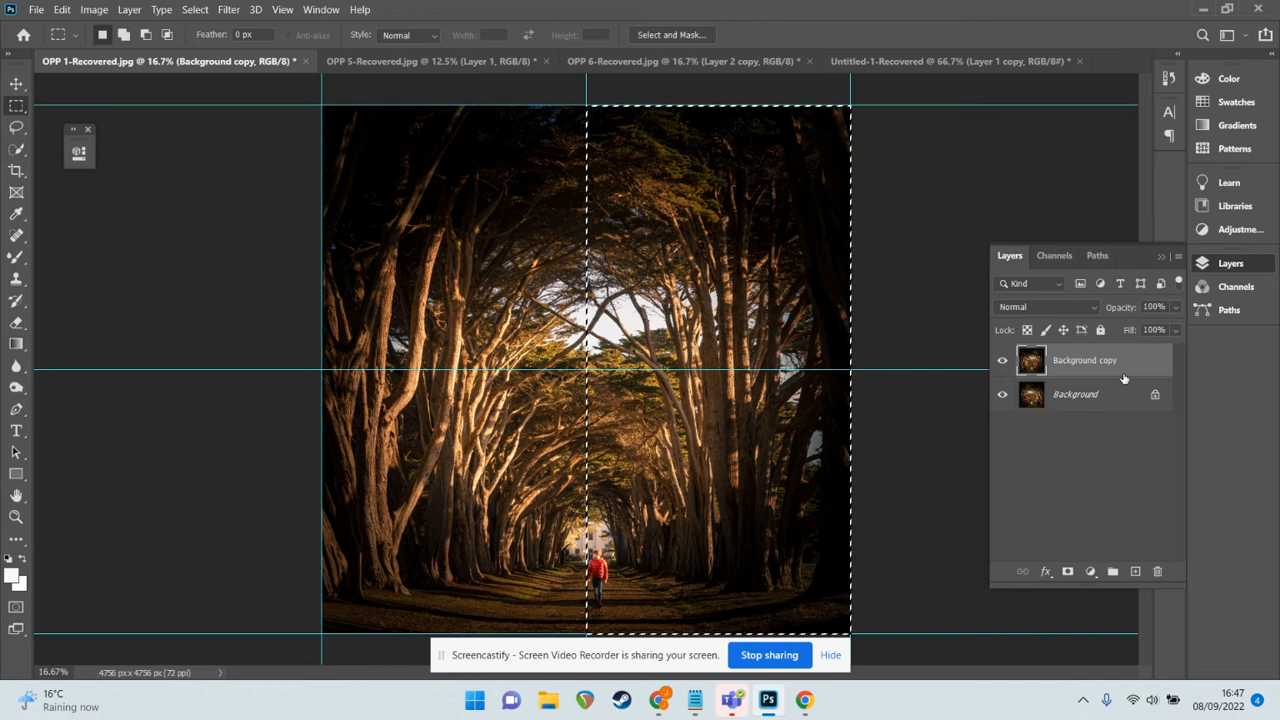 Ps File Edit Image Layer Type Select Filter 3D View Window Help
Feather: 0 px Anti-alias Style: Normal Width: Height: Select and Mask...
OPP 1-Recovered.jpg @ 16.7% (Background copy, RGB/8) * × OPP 5-Recovered.jpg @ 12.5% (Layer 1, RGB/8) * × OPP 6-Recovered.jpg @ 16.7% (Layer 2 copy, RGB/8) * × Untitled-1-Recovered @ 66.7% (Layer 1 copy, RGB/8#) * ×
Color
Swatches
Gradients
Patterns
Learn
Libraries
Adjustme...
Layers
Channels
Paths
Layers Channels Paths
Kind
Normal Opacity: 100%
Lock: Fill: 100%
Background copy
Background
fx
Screencastify - Screen Video Recorder is sharing your screen. Stop sharing Hide
16.67% 4756 px x 4756 px (72 ppi)
16°C
Raining now
Ps
16:47
08/09/2022
4